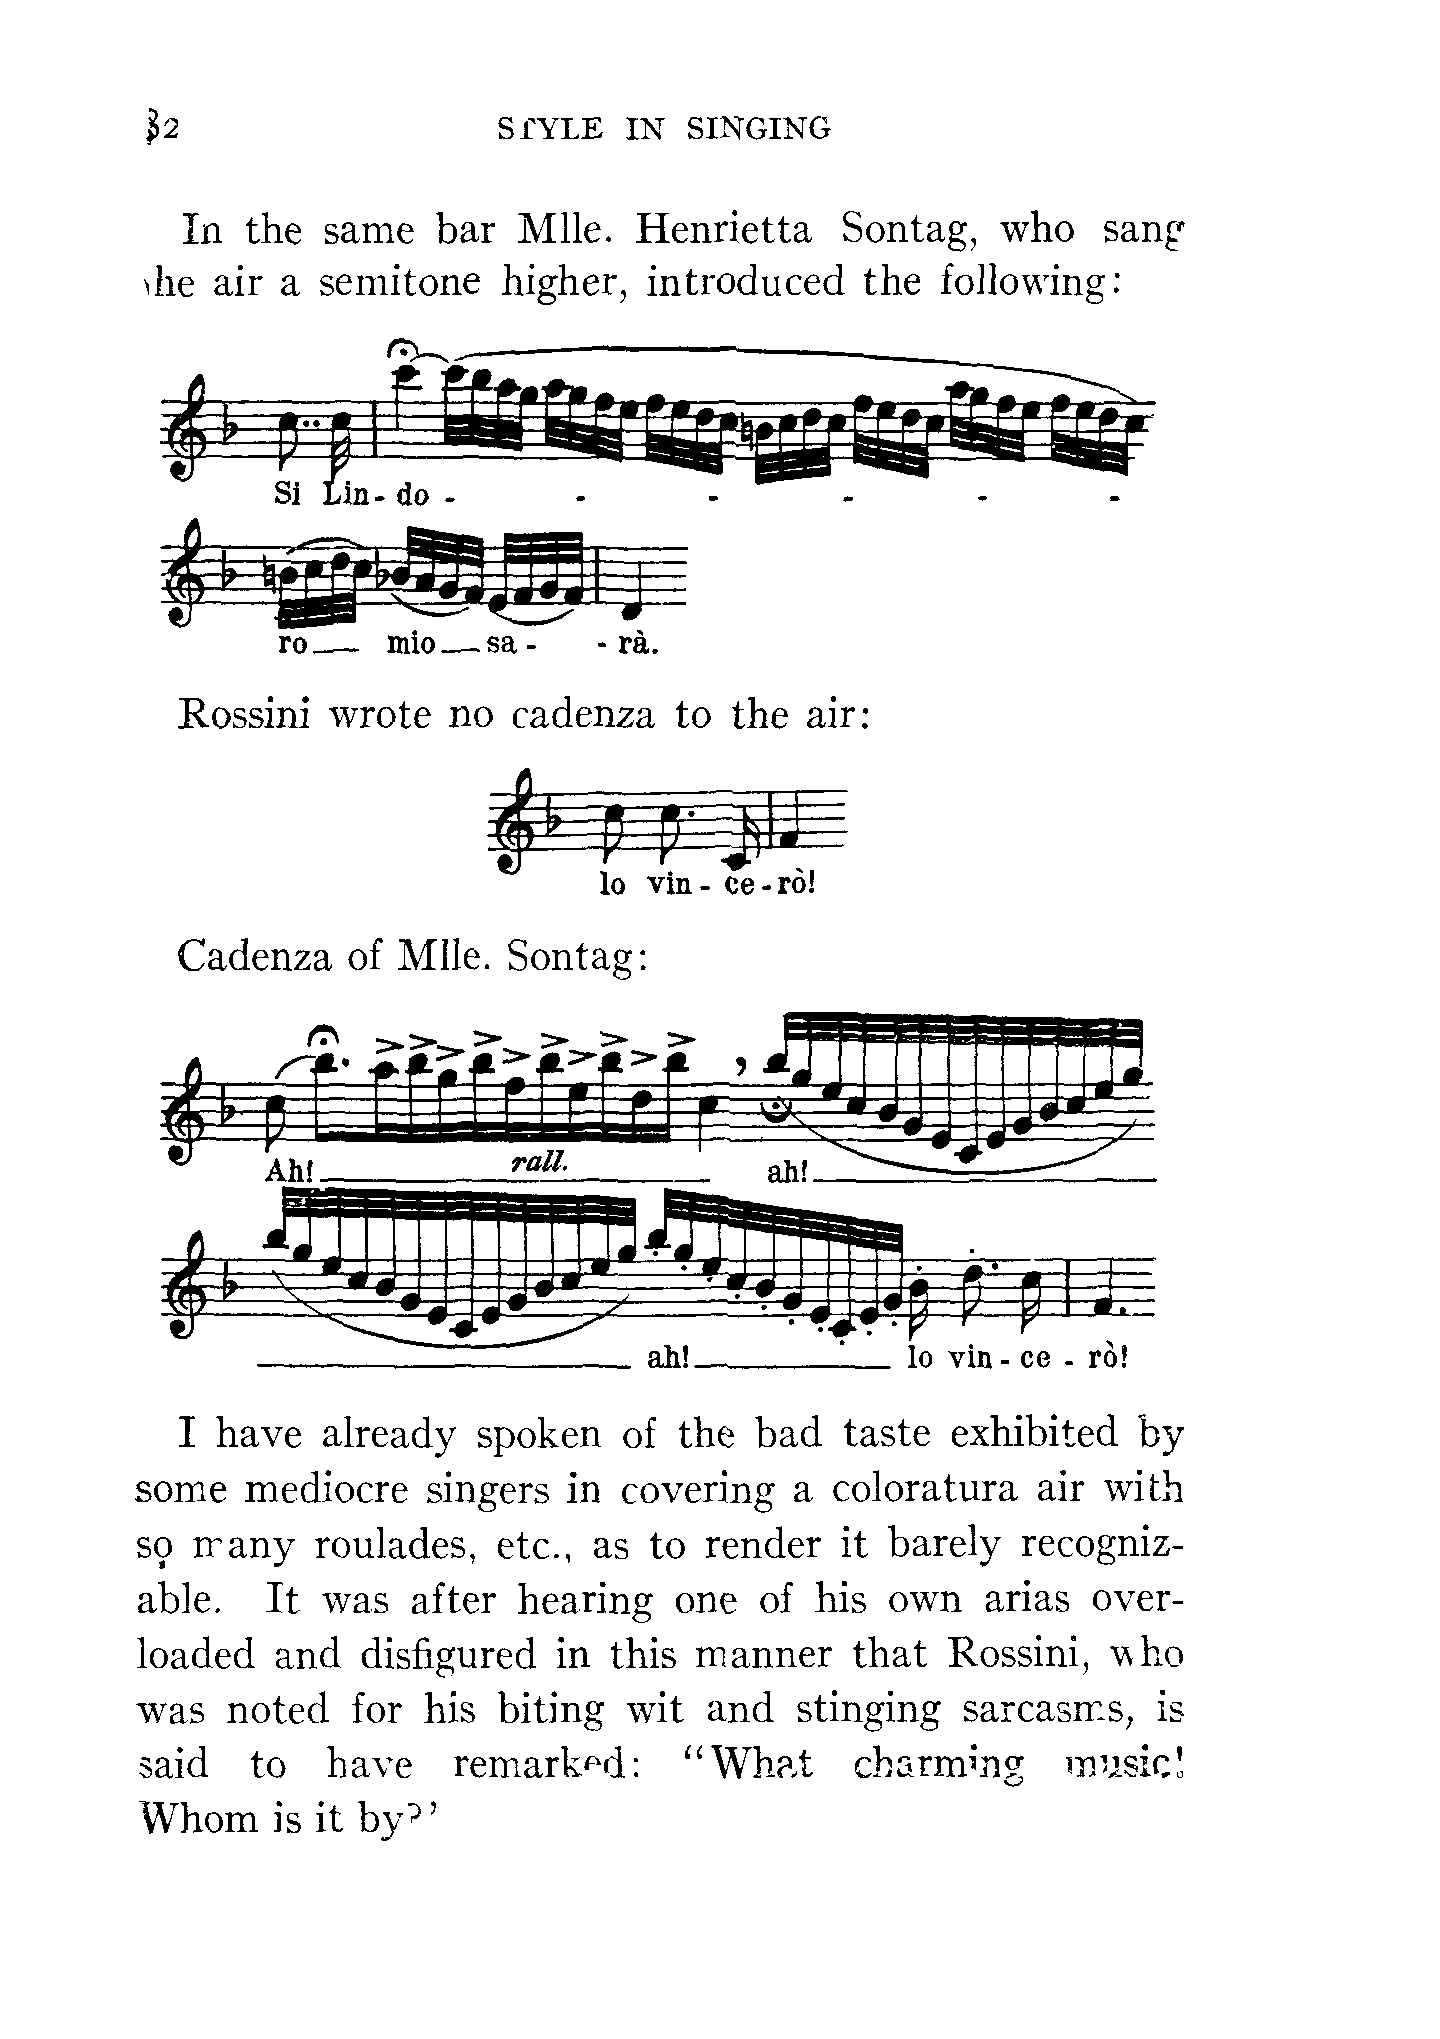 32 STYLE IN SINGING
In the same bar Mlle. Henrietta Sontag, who sang
the air a semitone higher, introduced the following:
Si Lin- do - - - - - -
ro mio sa - - rà.
Rossini wrote no cadenza to the air:
lo vin - ce - rò!
Cadenza of Mlle. Sontag:
rall.
Ah! ah!
ah! lo vin - ce - rò!
I have already spoken of the bad taste exhibited by
some mediocre singers in covering a coloratura air with
so many roulades, etc., as to render it barely recogniz-
able. It was after hearing one of his own arias over-
loaded and disfigured in this manner that Rossini, who
was noted for his biting wit and stinging sarcasms, is
said to have remarked: "What charming music!
Whom is it by?'